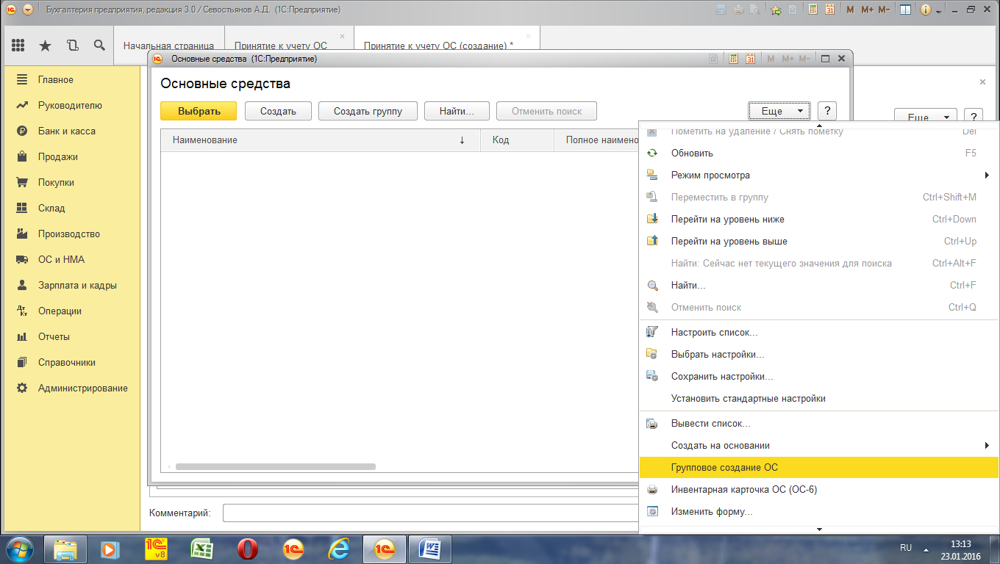 Бухгалтерия предприятия, редакция 3.0 / Севостьянов А.Д. (1С:Предприятие)
M M+ M-
Начальная страница
Принятие к учету ОС
Принятие к учету ОС (создание) *
Основные средства (1С:Предприятие)
M M+ M-
Главное
Руководителю
Банк и касса
Продажи
Покупки
Склад
Производство
ОС и НМА
Зарплата и кадры
Операции
Отчеты
Справочники
Администрирование
Основные средства
Выбрать
Создать
Создать группу
Найти...
Отменить поиск
Еще
?
Еще
?
Наименование
Код
Полное наимено
Пометить на удаление / Снять пометку Del
Обновить F5
Режим просмотра
Переместить в группу Ctrl+Shift+M
Перейти на уровень ниже Ctrl+Down
Перейти на уровень выше Ctrl+Up
Найти: Сейчас нет текущего значения для поиска Ctrl+Alt+F
Найти... Ctrl+F
Отменить поиск Ctrl+Q
Настроить список...
Выбрать настройки...
Сохранить настройки...
Установить стандартные настройки
Вывести список...
Создать на основании
Групповое создание ОС
Инвентарная карточка ОС (ОС-6)
Изменить форму...
Комментарий:
RU
13:13
23.01.2016